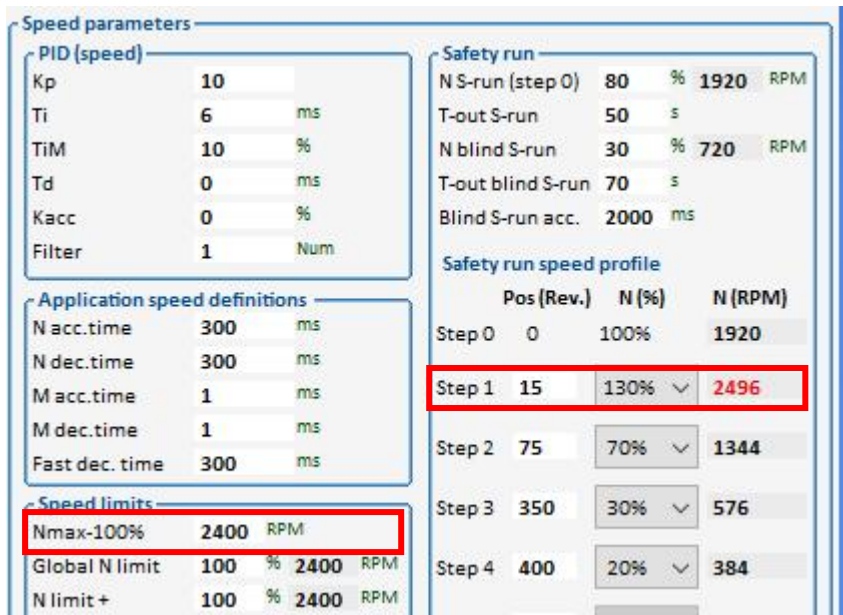 Speed parameters
PID (speed)
Kp 10
Ti 6 ms
TiM 10 %
Td 0 ms
Kacc 0 %
Filter 1 Num
Application speed definitions
N acc.time 300 ms
N dec.time 300 ms
M acc.time 1 ms
M dec.time 1 ms
Fast dec. time 300 ms
Speed limits
Nmax-100% 2400 RPM
Global N limit 100 % 2400 RPM
N limit + 100 % 2400 RPM
Safety run
N S-run (step 0) 80 % 1920 RPM
T-out S-run 50 s
N blind S-run 30 % 720 RPM
T-out blind S-run 70 s
Blind S-run acc. 2000 ms
Safety run speed profile
Pos (Rev.) N (%) N (RPM)
Step 0 0 100% 1920
Step 1 15 130% 2496
Step 2 75 70% 1344
Step 3 350 30% 576
Step 4 400 20% 384